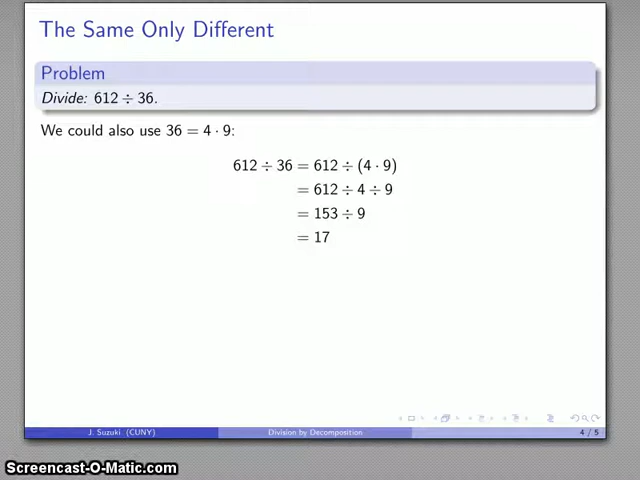 The Same Only Different
Problem
Divide: 612 ÷ 36.
We could also use 36 = 4 · 9:
612 ÷ 36 = 612 ÷ (4 · 9)
= 612 ÷ 4 ÷ 9
= 153 ÷ 9
= 17
J. Suzuki (CUNY) Division by Decomposition 4 / 5
Screencast-O-Matic.com